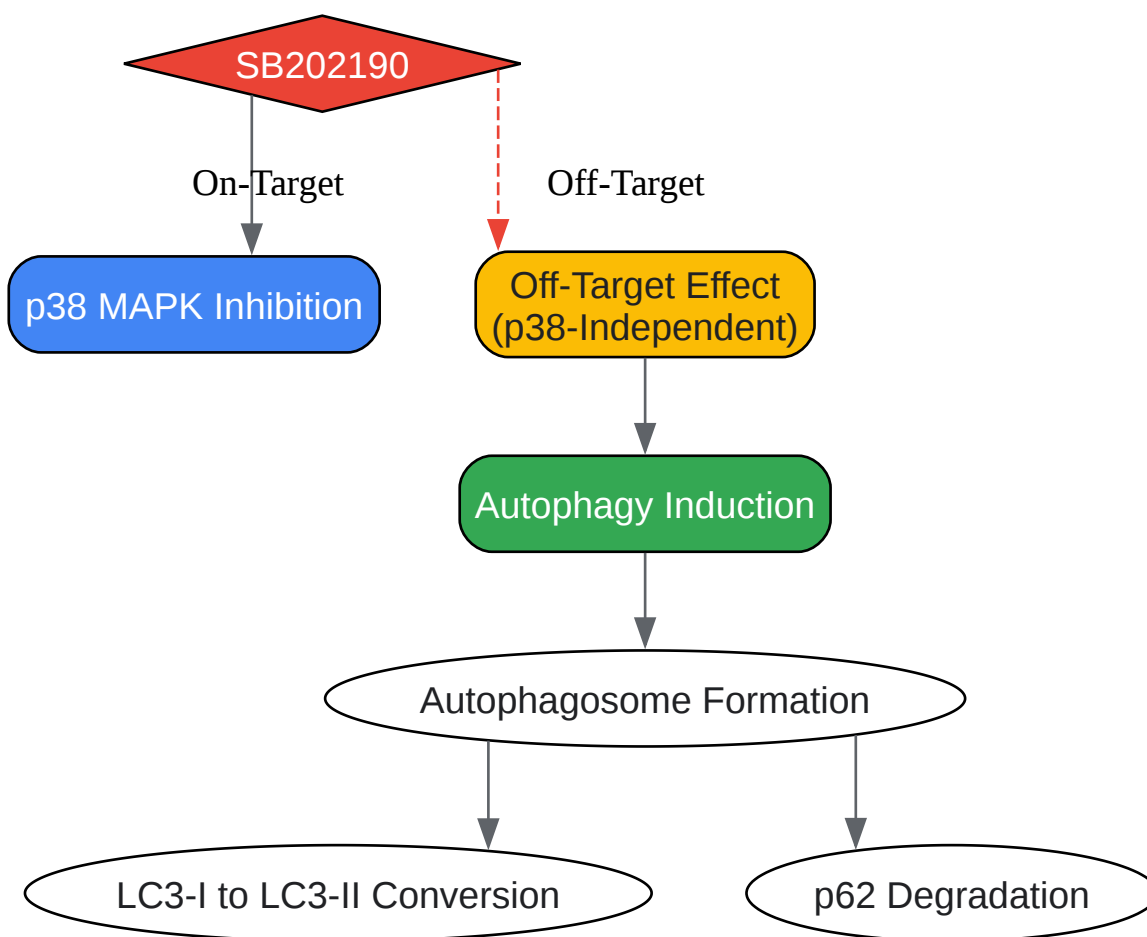 SB202190
On-Target
Off-Target
p38 MAPK Inhibition
Off-Target Effect
(p38-Independent)
Autophagy Induction
Autophagosome Formation
LC3-I to LC3-II Conversion
p62 Degradation